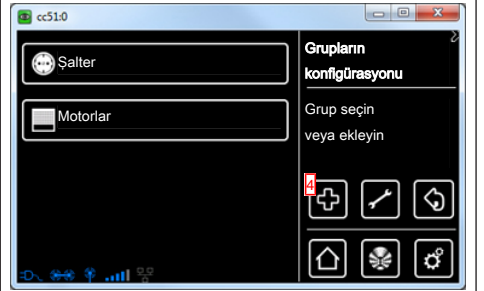 cc51:0
Şalter
Motorlar
Grupların
konfigürasyonu
Grup seçin
veya ekleyin
4